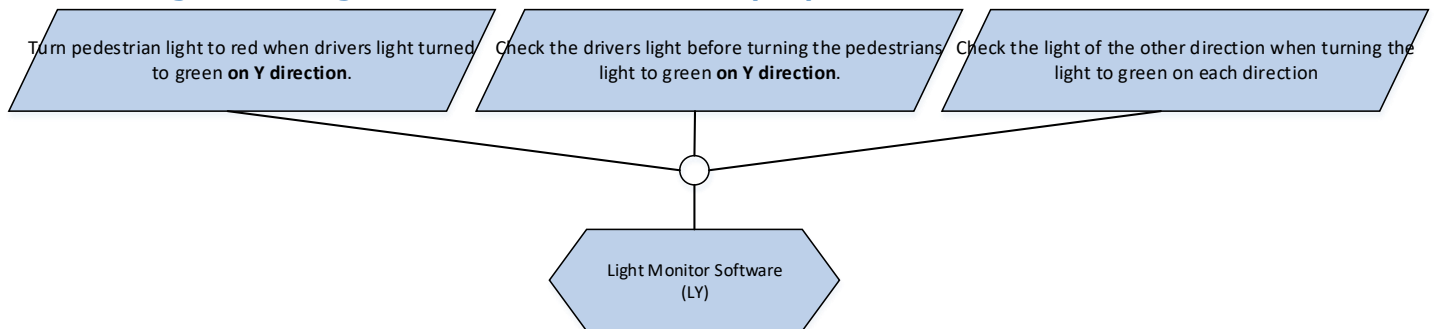 Turn pedestrian light to red when drivers light turned
to green on Y direction.
Check the drivers light before turning the pedestrians
light to green on Y direction.
Check the light of the other direction when turning the
light to green on each direction
Light Monitor Software
(LY)